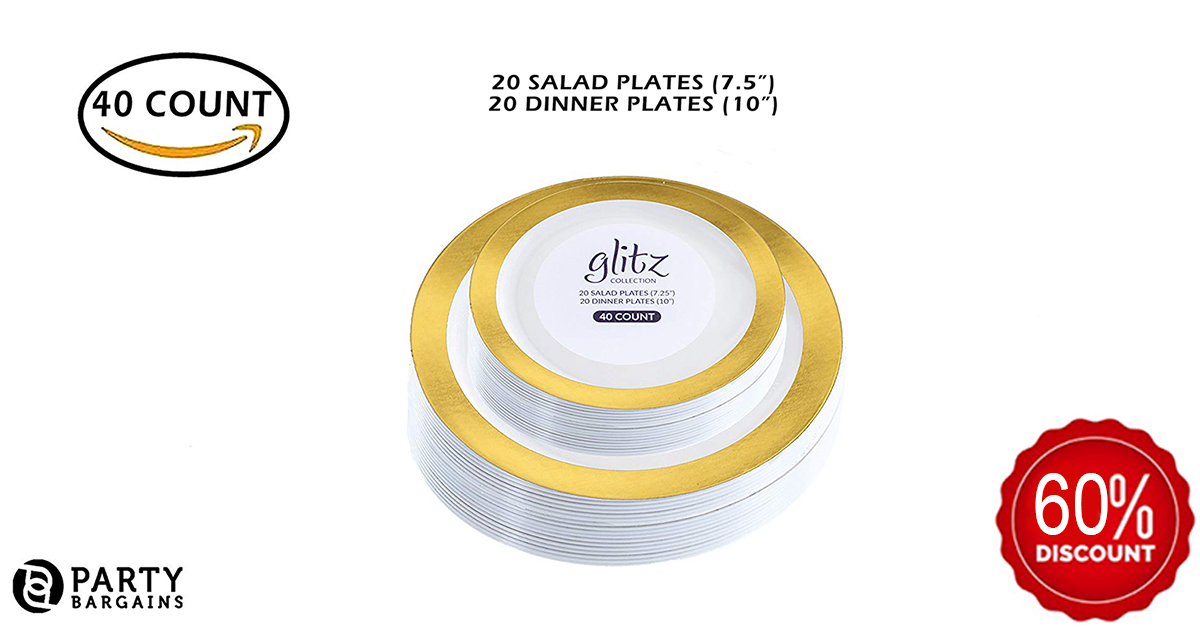 40 COUNT
20 SALAD PLATES (7.5″)
20 DINNER PLATES (10″)
glitz
COLLECTION
20 SALAD PLATES (7.25")
20 DINNER PLATES (10")
40 COUNT
60%
DISCOUNT
PARTY
BARGAINS